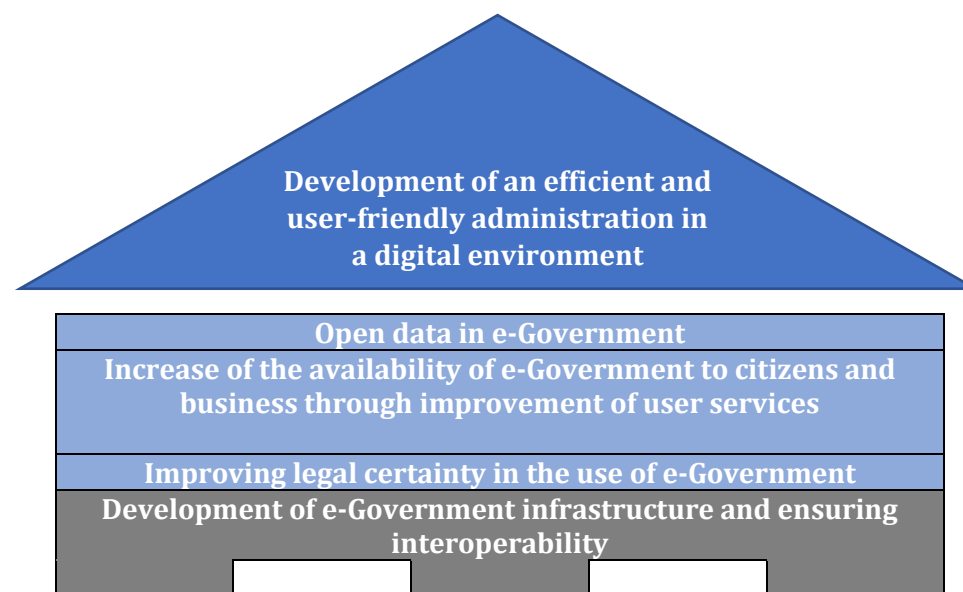 Development of an efficient and
user-friendly administration in
a digital environment
Open data in e-Government
Increase of the availability of e-Government to citizens and
business through improvement of user services
Improving legal certainty in the use of e-Government
Development of e-Government infrastructure and ensuring
interoperability